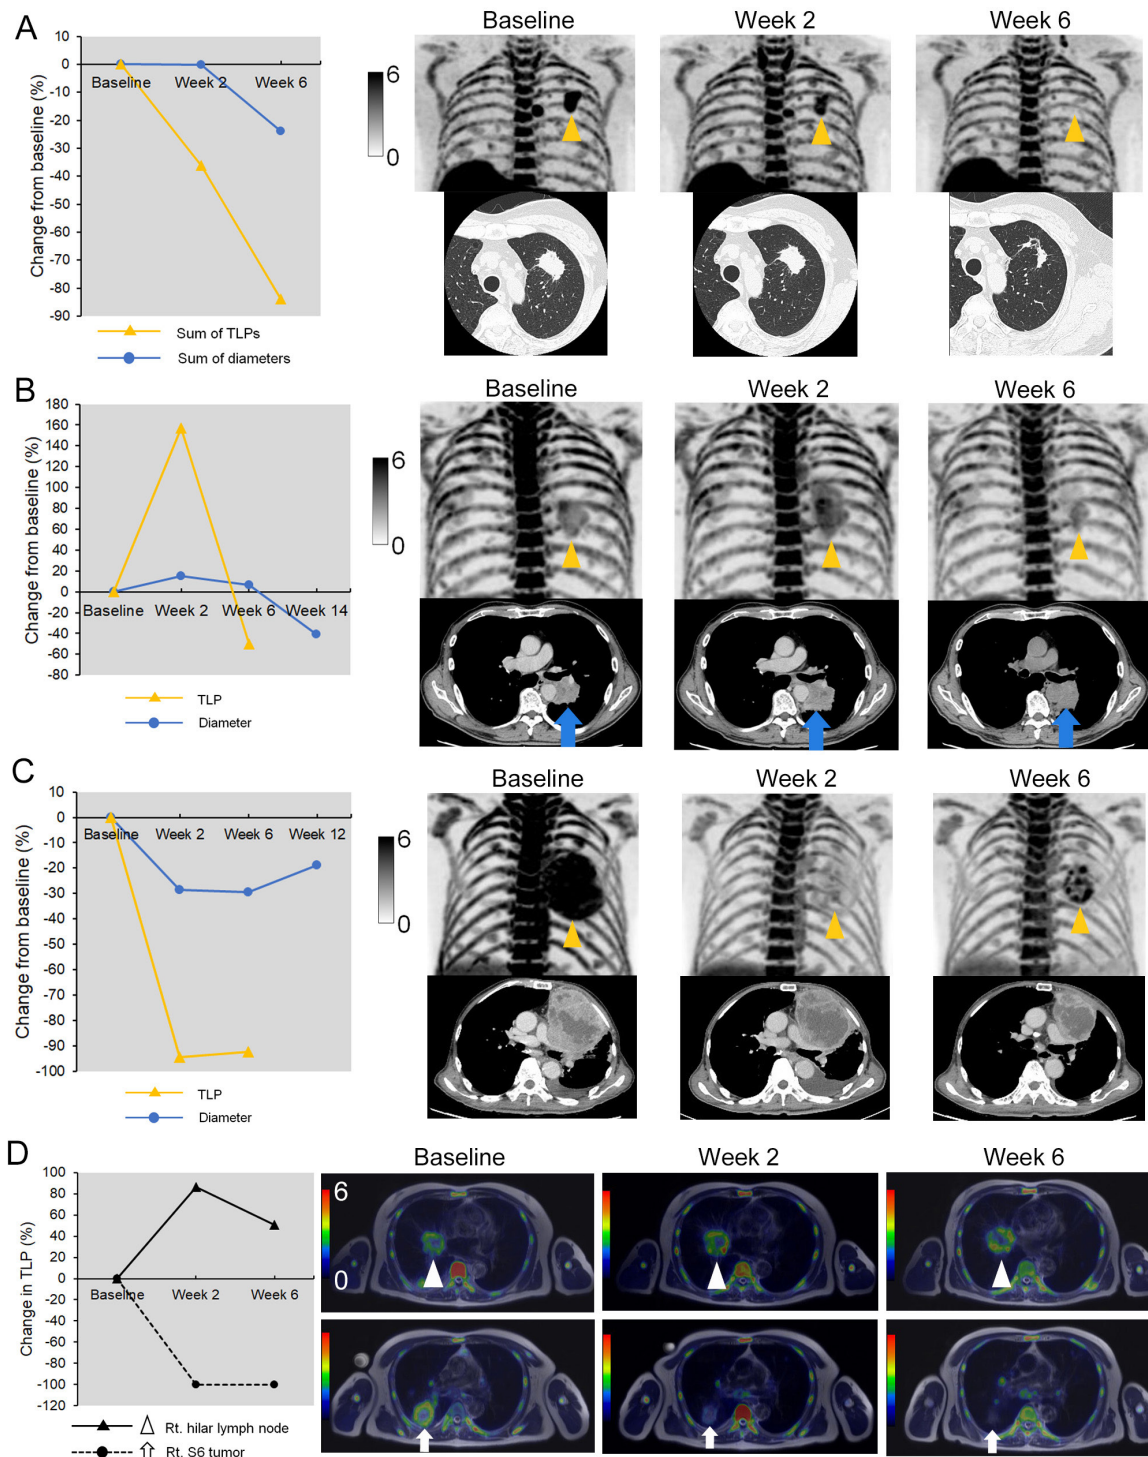 A
Baseline
Week 2
Week 6
Change from baseline (%)
10
0
-10
-20
-30
-40
-50
-60
-70
-80
-90
Baseline
Week 2
Week 6
Sum of TLPs
Sum of diameters
6
0
B
Baseline
Week 2
Week 6
Change from baseline (%)
180
160
140
120
100
80
60
40
20
0
-20
-40
-60
-80
Baseline
Week 2
Week 6
Week 14
TLP
Diameter
6
0
C
Baseline
Week 2
Week 6
Change from baseline (%)
10
0
-10
-20
-30
-40
-50
-60
-70
-80
-90
-100
Baseline
Week 2
Week 6
Week 12
TLP
Diameter
6
0
D
Baseline
Week 2
Week 6
Change in TLP (%)
100
80
60
40
20
0
-20
-40
-60
-80
-100
-120
Baseline
Week 2
Week 6
Rt. hilar lymph node
Rt. S6 tumor
6
0